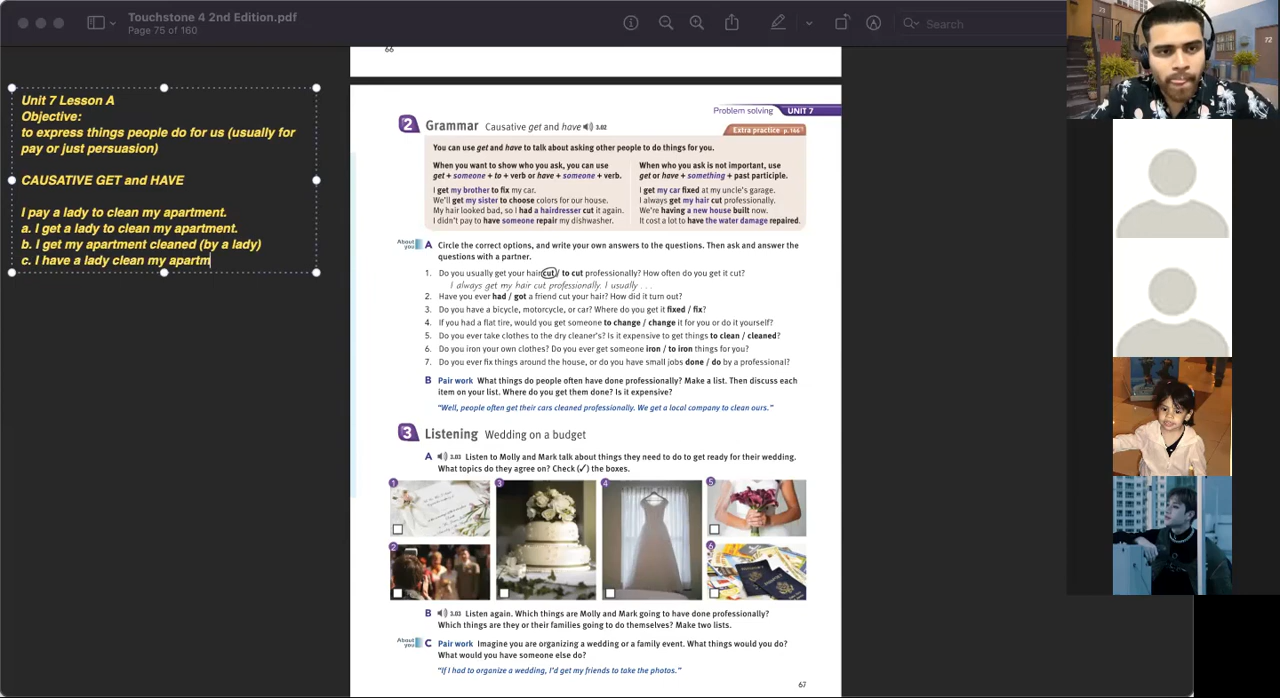 Touchstone 4 2nd Edition.pdf
Page 75 of 160
Search
Unit 7 Lesson A
Objective:
to express things people do for us (usually for
pay or just persuasion)
CAUSATIVE GET and HAVE
I pay a lady to clean my apartment.
a. I get a lady to clean my apartment.
b. I get my apartment cleaned (by a lady)
c. I have a lady clean my apartm
66
Problem solving UNIT 7
2 Grammar Causative get and have 3.02
Extra practice p.146
You can use get and have to talk about asking other people to do things for you.
When you want to show who you ask, you can use
get + someone + to + verb or have + someone + verb.
I get my brother to fix my car.
We'll get my sister to choose colors for our house.
My hair looked bad, so I had a hairdresser cut it again.
I didn't pay to have someone repair my dishwasher.
When who you ask is not important, use
get or have + something + past participle.
I get my car fixed at my uncle's garage.
I always get my hair cut professionally.
We're having a new house built now.
It cost a lot to have the water damage repaired.
About you
A Circle the correct options, and write your own answers to the questions. Then ask and answer the
questions with a partner.
1. Do you usually get your hair cut / to cut professionally? How often do you get it cut?
I always get my hair cut professionally. I usually . . .
2. Have you ever had / got a friend cut your hair? How did it turn out?
3. Do you have a bicycle, motorcycle, or car? Where do you get it fixed / fix?
4. If you had a flat tire, would you get someone to change / change it for you or do it yourself?
5. Do you ever take clothes to the dry cleaner's? Is it expensive to get things to clean / cleaned?
6. Do you iron your own clothes? Do you ever get someone iron / to iron things for you?
7. Do you ever fix things around the house, or do you have small jobs done / do by a professional?
B Pair work What things do people often have done professionally? Make a list. Then discuss each
item on your list. Where do you get them done? Is it expensive?
"Well, people often get their cars cleaned professionally. We get a local company to clean ours."
3 Listening Wedding on a budget
A 3.03 Listen to Molly and Mark talk about things they need to do to get ready for their wedding.
What topics do they agree on? Check (✓) the boxes.
1
2
3
4
5
6
B 3.03 Listen again. Which things are Molly and Mark going to have done professionally?
Which things are they or their families going to do themselves? Make two lists.
About you
C Pair work Imagine you are organizing a wedding or a family event. What things would you do?
What would you have someone else do?
"If I had to organize a wedding, I'd get my friends to take the photos."
67
72